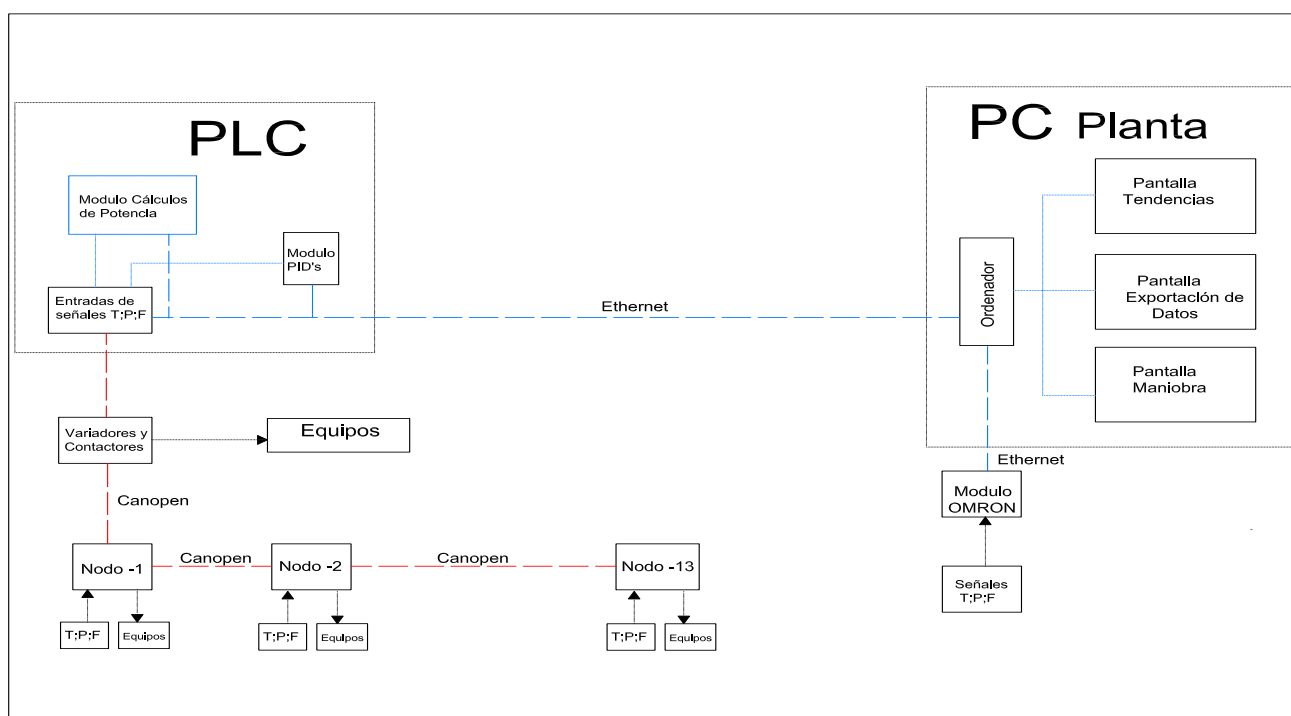 PLC
Modulo Cálculos
de Potencia
Modulo
PID's
Entradas de
señales T;P;F
Ethernet
PC Planta
Pantalla
Tendencias
Ordenador
Pantalla
Exportación de
Datos
Pantalla
Maniobra
Variadores y
Contactores
Equipos
Ethernet
Canopen
Modulo
OMRON
Nodo -1
Canopen
Nodo -2
Canopen
Nodo -13
Señales
T;P;F
T;P;F
Equipos
T;P;F
Equipos
T;P;F
Equipos